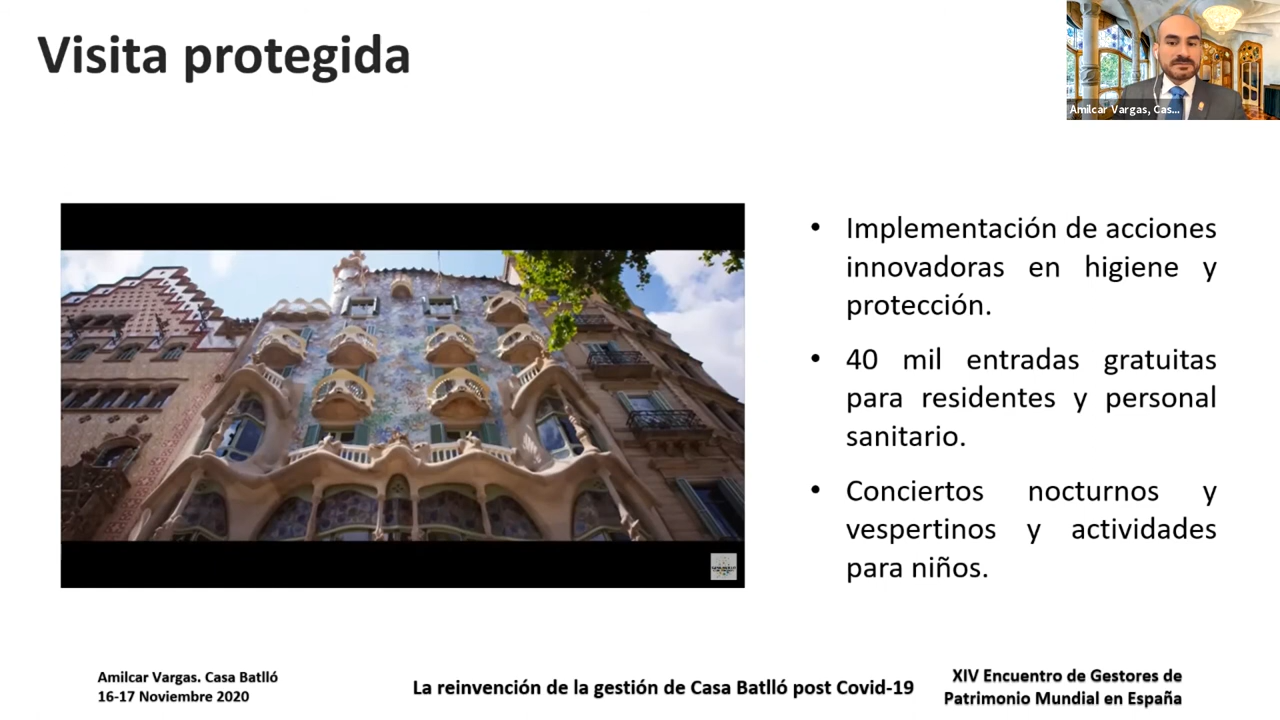 Visita protegida
Amilcar Vargas, Cas...
• Implementación de acciones
innovadoras en higiene y
protección.
• 40 mil entradas gratuitas
para residentes y personal
sanitario.
• Conciertos nocturnos y
vespertinos y actividades
para niños.
Amilcar Vargas. Casa Batlló
16-17 Noviembre 2020
La reinvención de la gestión de Casa Batlló post Covid-19
XIV Encuentro de Gestores de
Patrimonio Mundial en España